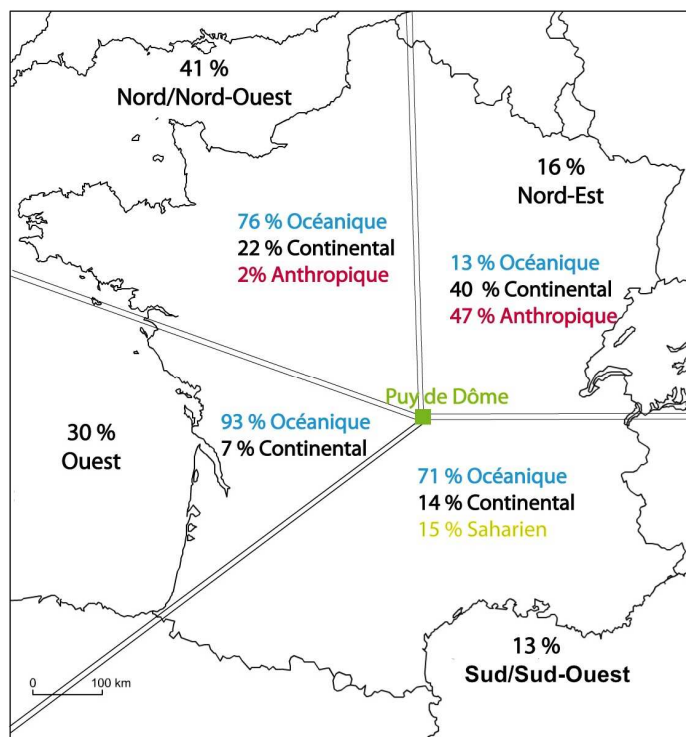 41 %
Nord/Nord-Ouest
16 %
Nord-Est
76 % Océanique
22 % Continental
2% Anthropique
13 % Océanique
40 % Continental
47 % Anthropique
Puy de Dôme
30 %
Ouest
93 % Océanique
7 % Continental
71 % Océanique
14 % Continental
15 % Saharien
13 %
Sud/Sud-Ouest
0 100 km